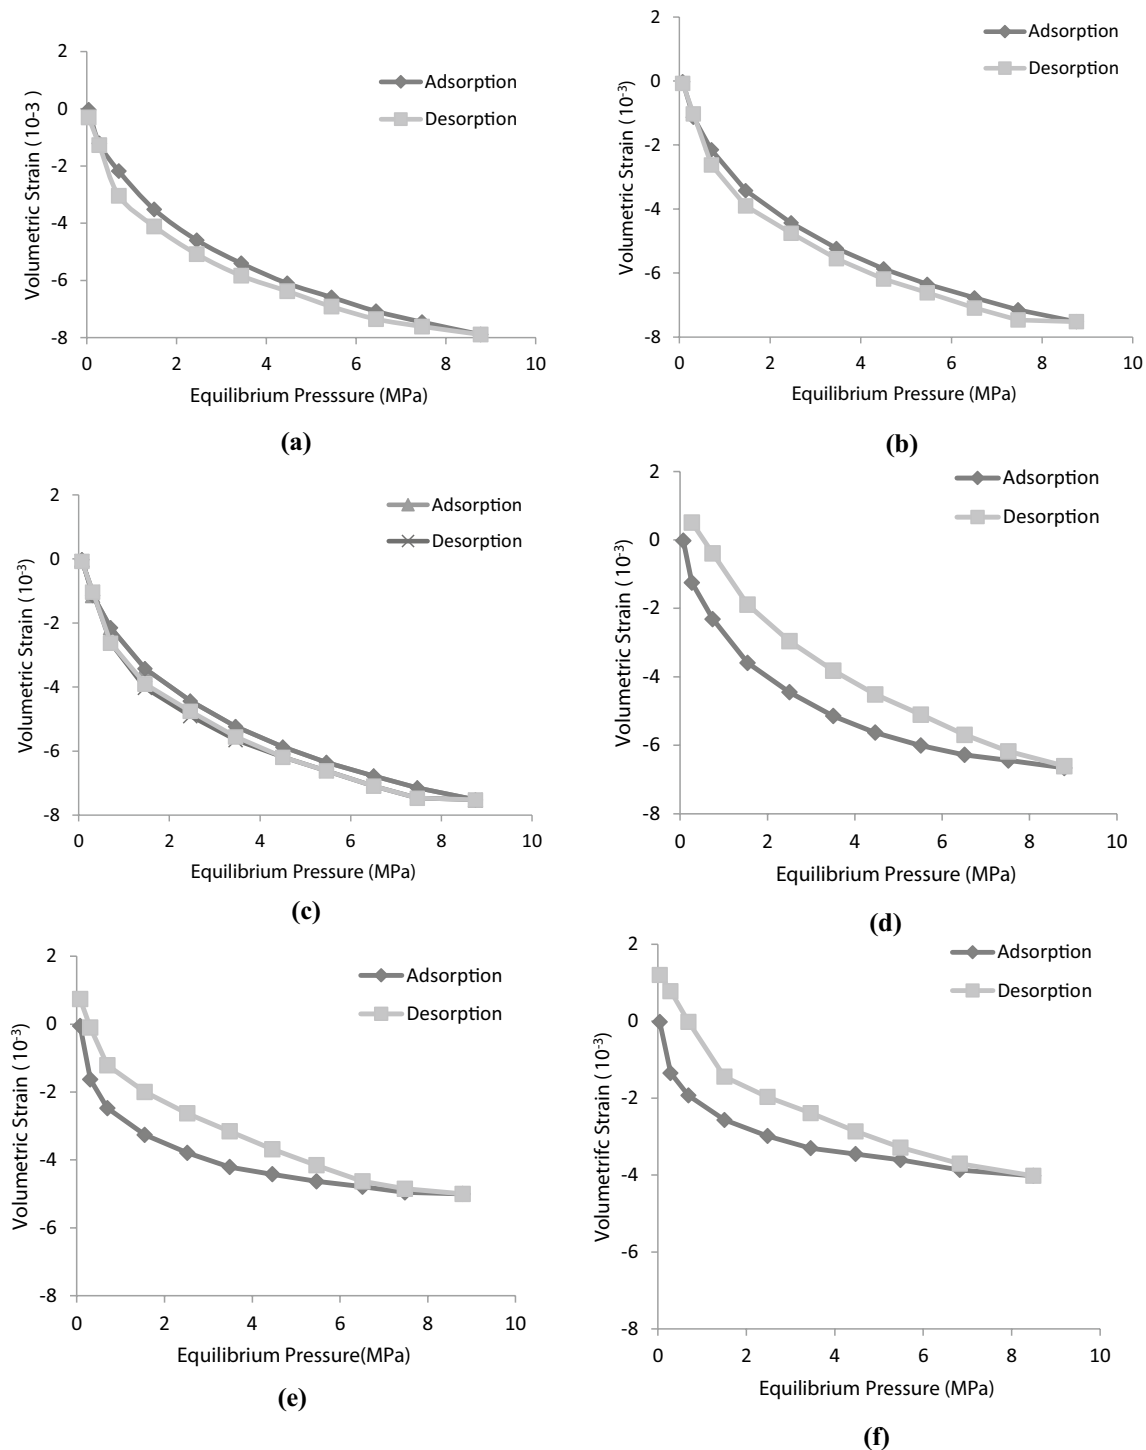 2
0
-2
-4
-6
-8
0 2 4 6 8 10
Volumetric Strain (10-3 )
Equilibrium Presssure (MPa)
Adsorption
Desorption
(a)
2
0
-2
-4
-6
-8
0 2 4 6 8 10
Volumetric Strain ( 10-3)
Equilibrium Pressure (MPa)
Adsorption
Desorption
(b)
2
0
-2
-4
-6
-8
0 2 4 6 8 10
Volumetric Strain ( 10-3)
Equilibrium Pressure (MPa)
Adsorption
Desorption
(c)
2
0
-2
-4
-6
-8
0 2 4 6 8 10
Volumetric Strain ( 10-3)
Equilibrium Pressure (MPa)
Adsorption
Desorption
(d)
2
0
-2
-4
-6
-8
0 2 4 6 8 10
Volumetric Strain ( 10-3)
Equilibrium Pressure(MPa)
Adsorption
Desorption
(e)
2
0
-2
-4
-6
-8
0 2 4 6 8 10
Volumetrifc Strain ( 10-3)
Equilibrium Pressure (MPa)
Adsorption
Desorption
(f)